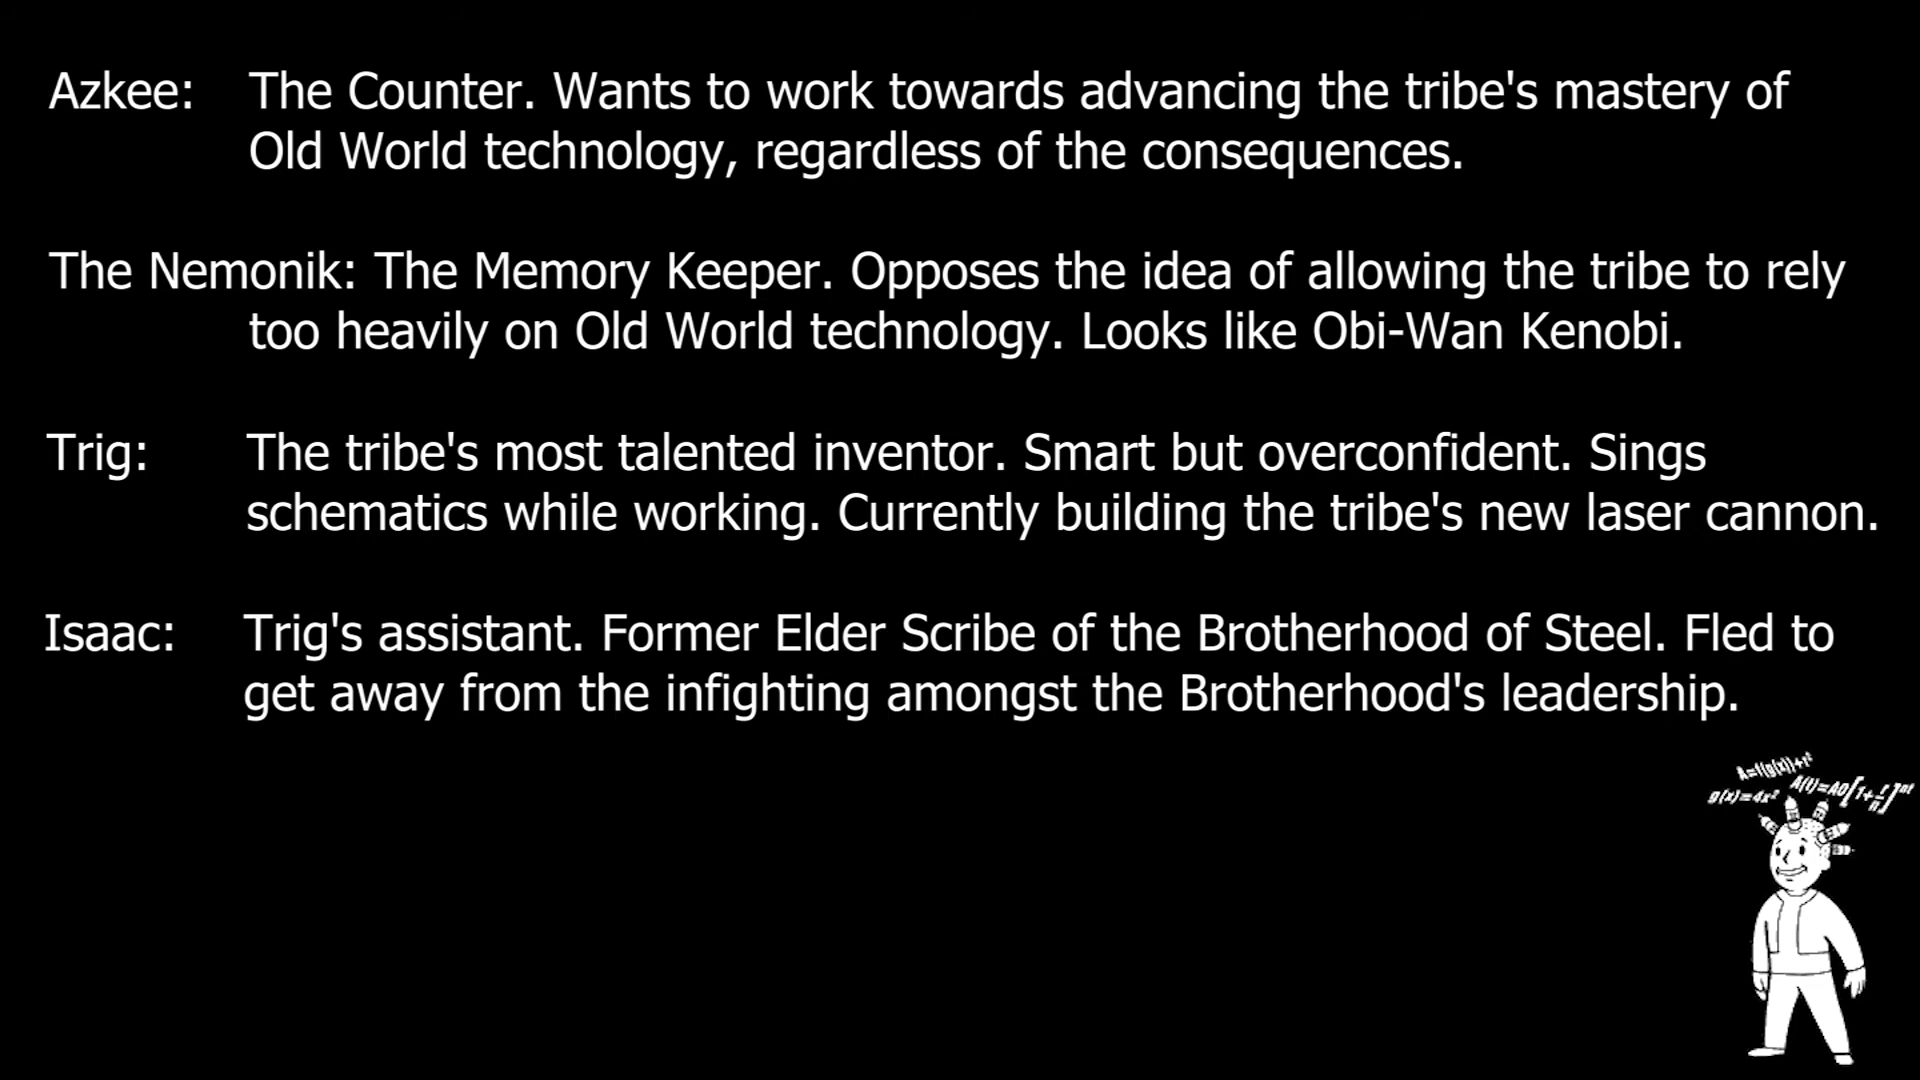 Azkee: The Counter. Wants to work towards advancing the tribe's mastery of
Old World technology, regardless of the consequences.
The Nemonik: The Memory Keeper. Opposes the idea of allowing the tribe to rely
too heavily on Old World technology. Looks like Obi-Wan Kenobi.
Trig: The tribe's most talented inventor. Smart but overconfident. Sings
schematics while working. Currently building the tribe's new laser cannon.
Isaac: Trig's assistant. Former Elder Scribe of the Brotherhood of Steel. Fled to
get away from the infighting amongst the Brotherhood's leadership.
g(x)=4x²